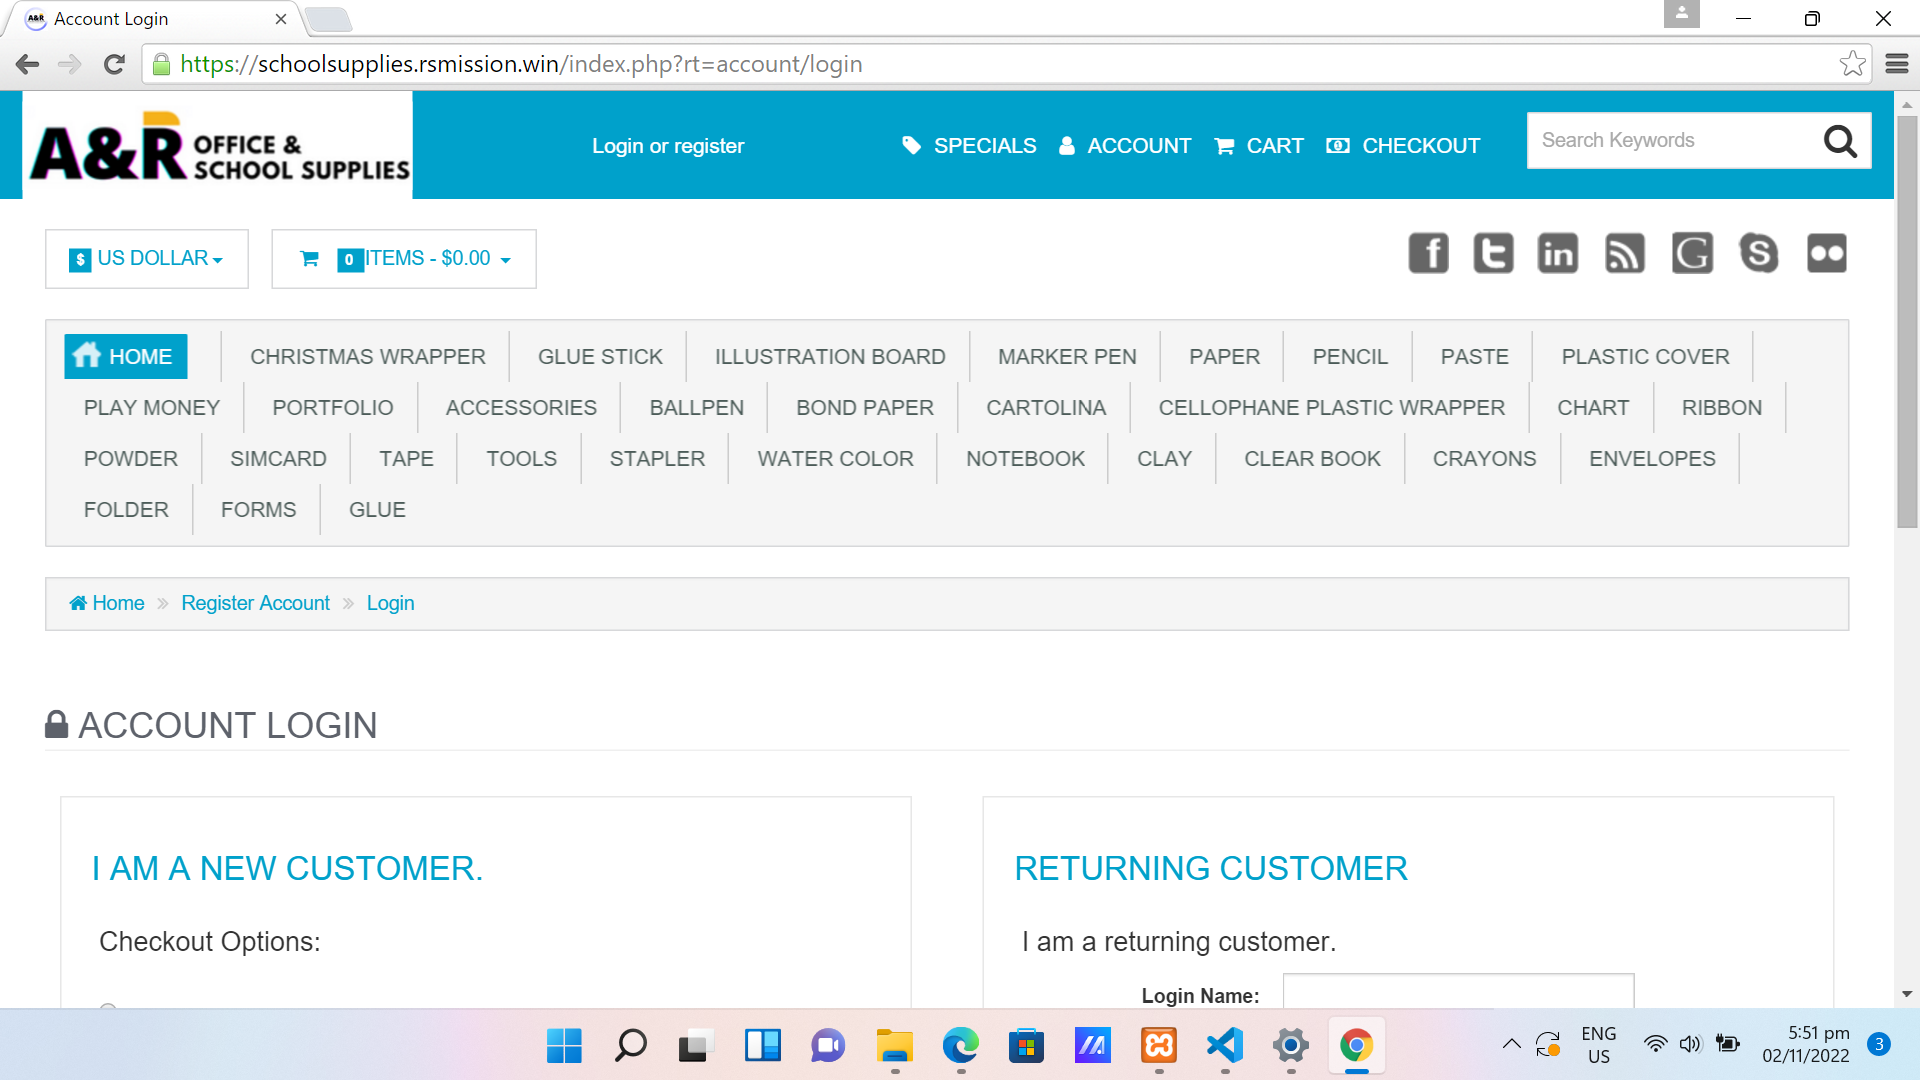 Account Login
https://schoolsupplies.rsmission.win/index.php?rt=account/login
A&R OFFICE & SCHOOL SUPPLIES
Login or register
SPECIALS ACCOUNT CART CHECKOUT
Search Keywords
$ US DOLLAR
0 ITEMS - $0.00
HOME CHRISTMAS WRAPPER GLUE STICK ILLUSTRATION BOARD MARKER PEN PAPER PENCIL PASTE PLASTIC COVER
PLAY MONEY PORTFOLIO ACCESSORIES BALLPEN BOND PAPER CARTOLINA CELLOPHANE PLASTIC WRAPPER CHART RIBBON
POWDER SIMCARD TAPE TOOLS STAPLER WATER COLOR NOTEBOOK CLAY CLEAR BOOK CRAYONS ENVELOPES
FOLDER FORMS GLUE
Home » Register Account » Login
ACCOUNT LOGIN
I AM A NEW CUSTOMER.
Checkout Options:
RETURNING CUSTOMER
I am a returning customer.
Login Name:
ENG
US
5:51 pm
02/11/2022
3